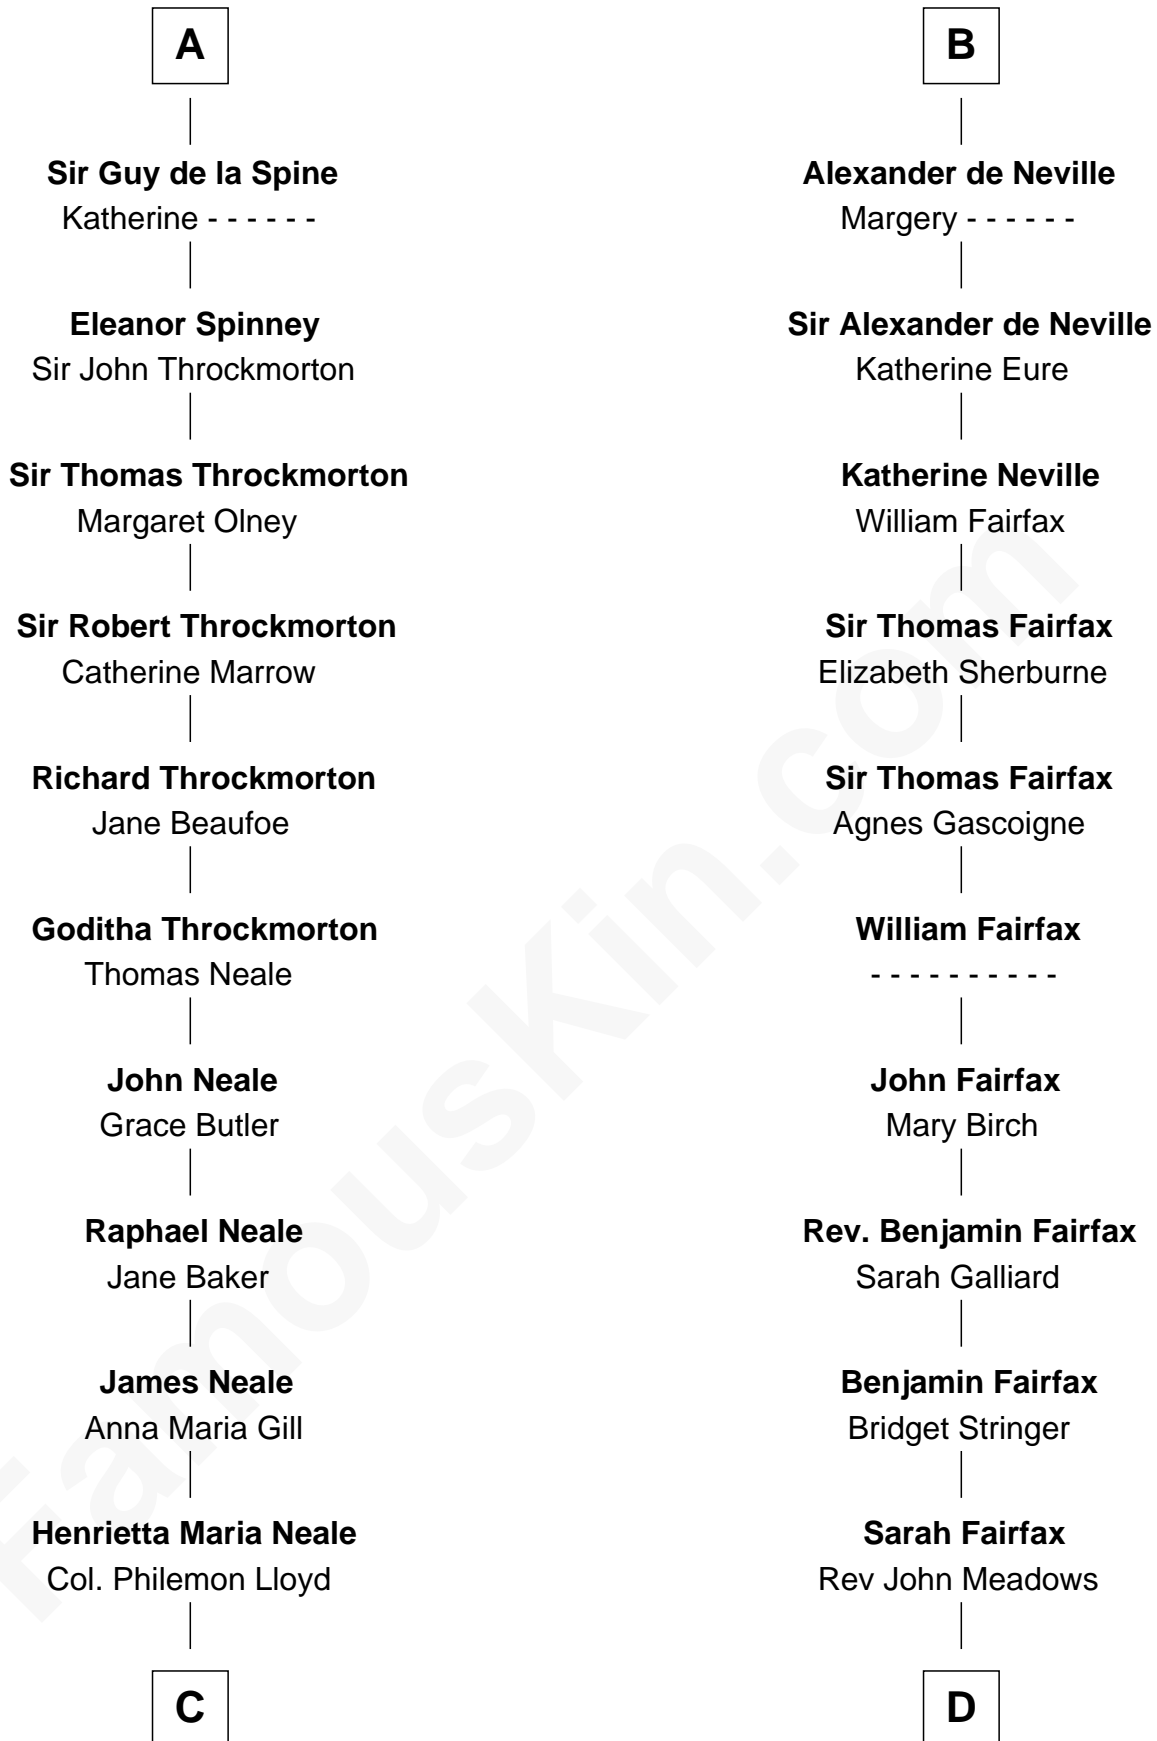 A
Sir Guy de la Spine
Katherine - - - - - -
Eleanor Spinney
Sir John Throckmorton
Sir Thomas Throckmorton
Margaret Olney
Sir Robert Throckmorton
Catherine Marrow
Richard Throckmorton
Jane Beaufoe
Goditha Throckmorton
Thomas Neale
John Neale
Grace Butler
Raphael Neale
Jane Baker
James Neale
Anna Maria Gill
Henrietta Maria Neale
Col. Philemon Lloyd
C
B
Alexander de Neville
Margery - - - - - -
Sir Alexander de Neville
Katherine Eure
Katherine Neville
William Fairfax
Sir Thomas Fairfax
Elizabeth Sherburne
Sir Thomas Fairfax
Agnes Gascoigne
William Fairfax
- - - - - - - - - -
John Fairfax
Mary Birch
Rev. Benjamin Fairfax
Sarah Galliard
Benjamin Fairfax
Bridget Stringer
Sarah Fairfax
Rev John Meadows
D
FamousKin.com